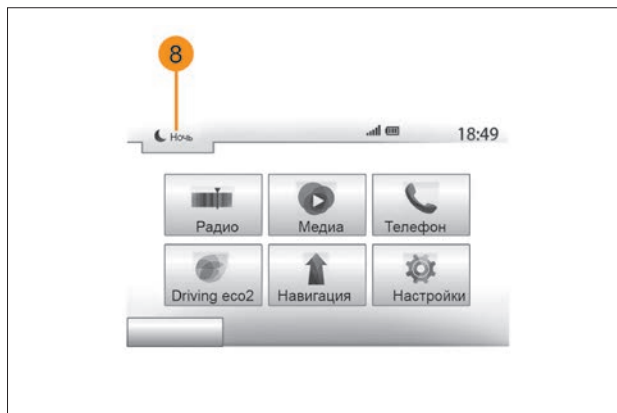 8
Ночь
18:49
Радио
Медиа
Телефон
Driving eco2
Навигация
Настройки